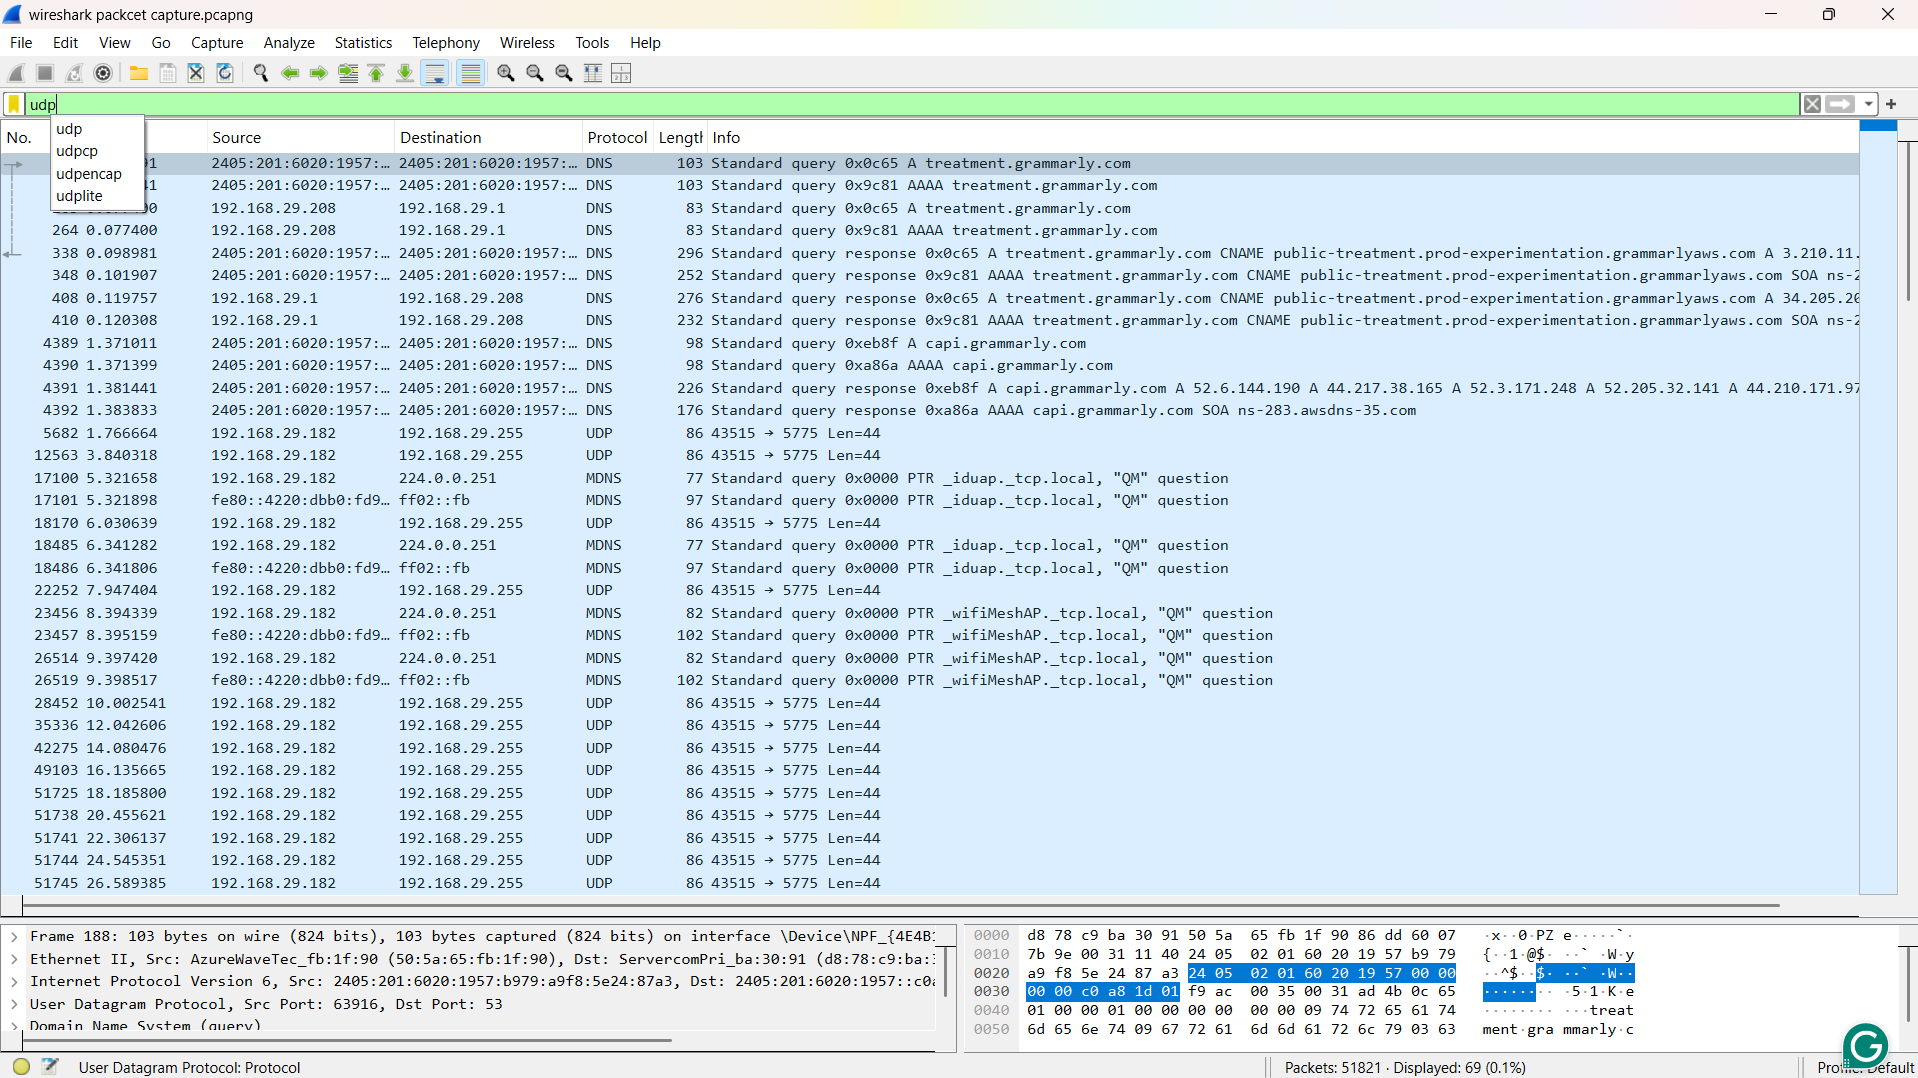 wireshark packcet capture.pcapng
File Edit View Go Capture Analyze Statistics Telephony Wireless Tools Help
udp
No. Source Destination Protocol Length Info
udp
udpcp
udpencap
udplite
91 2405:201:6020:1957:… 2405:201:6020:1957:… DNS 103 Standard query 0x0c65 A treatment.grammarly.com
41 2405:201:6020:1957:… 2405:201:6020:1957:… DNS 103 Standard query 0x9c81 AAAA treatment.grammarly.com
192.168.29.208 192.168.29.1 DNS 83 Standard query 0x0c65 A treatment.grammarly.com
264 0.077400 192.168.29.208 192.168.29.1 DNS 83 Standard query 0x9c81 AAAA treatment.grammarly.com
338 0.098981 2405:201:6020:1957:… 2405:201:6020:1957:… DNS 296 Standard query response 0x0c65 A treatment.grammarly.com CNAME public-treatment.prod-experimentation.grammarlyaws.com A 3.210.11.
348 0.101907 2405:201:6020:1957:… 2405:201:6020:1957:… DNS 252 Standard query response 0x9c81 AAAA treatment.grammarly.com CNAME public-treatment.prod-experimentation.grammarlyaws.com SOA ns-2
408 0.119757 192.168.29.1 192.168.29.208 DNS 276 Standard query response 0x0c65 A treatment.grammarly.com CNAME public-treatment.prod-experimentation.grammarlyaws.com A 34.205.20
410 0.120308 192.168.29.1 192.168.29.208 DNS 232 Standard query response 0x9c81 AAAA treatment.grammarly.com CNAME public-treatment.prod-experimentation.grammarlyaws.com SOA ns-2
4389 1.371011 2405:201:6020:1957:… 2405:201:6020:1957:… DNS 98 Standard query 0xeb8f A capi.grammarly.com
4390 1.371399 2405:201:6020:1957:… 2405:201:6020:1957:… DNS 98 Standard query 0xa86a AAAA capi.grammarly.com
4391 1.381441 2405:201:6020:1957:… 2405:201:6020:1957:… DNS 226 Standard query response 0xeb8f A capi.grammarly.com A 52.6.144.190 A 44.217.38.165 A 52.3.171.248 A 52.205.32.141 A 44.210.171.97
4392 1.383833 2405:201:6020:1957:… 2405:201:6020:1957:… DNS 176 Standard query response 0xa86a AAAA capi.grammarly.com SOA ns-283.awsdns-35.com
5682 1.766664 192.168.29.182 192.168.29.255 UDP 86 43515 → 5775 Len=44
12563 3.840318 192.168.29.182 192.168.29.255 UDP 86 43515 → 5775 Len=44
17100 5.321658 192.168.29.182 224.0.0.251 MDNS 77 Standard query 0x0000 PTR _iduap._tcp.local, "QM" question
17101 5.321898 fe80::4220:dbb0:fd9… ff02::fb MDNS 97 Standard query 0x0000 PTR _iduap._tcp.local, "QM" question
18170 6.030639 192.168.29.182 192.168.29.255 UDP 86 43515 → 5775 Len=44
18485 6.341282 192.168.29.182 224.0.0.251 MDNS 77 Standard query 0x0000 PTR _iduap._tcp.local, "QM" question
18486 6.341806 fe80::4220:dbb0:fd9… ff02::fb MDNS 97 Standard query 0x0000 PTR _iduap._tcp.local, "QM" question
22252 7.947404 192.168.29.182 192.168.29.255 UDP 86 43515 → 5775 Len=44
23456 8.394339 192.168.29.182 224.0.0.251 MDNS 82 Standard query 0x0000 PTR _wifiMeshAP._tcp.local, "QM" question
23457 8.395159 fe80::4220:dbb0:fd9… ff02::fb MDNS 102 Standard query 0x0000 PTR _wifiMeshAP._tcp.local, "QM" question
26514 9.397420 192.168.29.182 224.0.0.251 MDNS 82 Standard query 0x0000 PTR _wifiMeshAP._tcp.local, "QM" question
26519 9.398517 fe80::4220:dbb0:fd9… ff02::fb MDNS 102 Standard query 0x0000 PTR _wifiMeshAP._tcp.local, "QM" question
28452 10.002541 192.168.29.182 192.168.29.255 UDP 86 43515 → 5775 Len=44
35336 12.042606 192.168.29.182 192.168.29.255 UDP 86 43515 → 5775 Len=44
42275 14.080476 192.168.29.182 192.168.29.255 UDP 86 43515 → 5775 Len=44
49103 16.135665 192.168.29.182 192.168.29.255 UDP 86 43515 → 5775 Len=44
51725 18.185800 192.168.29.182 192.168.29.255 UDP 86 43515 → 5775 Len=44
51738 20.455621 192.168.29.182 192.168.29.255 UDP 86 43515 → 5775 Len=44
51741 22.306137 192.168.29.182 192.168.29.255 UDP 86 43515 → 5775 Len=44
51744 24.545351 192.168.29.182 192.168.29.255 UDP 86 43515 → 5775 Len=44
51745 26.589385 192.168.29.182 192.168.29.255 UDP 86 43515 → 5775 Len=44
Frame 188: 103 bytes on wire (824 bits), 103 bytes captured (824 bits) on interface \Device\NPF_{4E4B1
Ethernet II, Src: AzureWaveTec_fb:1f:90 (50:5a:65:fb:1f:90), Dst: ServercomPri_ba:30:91 (d8:78:c9:ba:3
Internet Protocol Version 6, Src: 2405:201:6020:1957:b979:a9f8:5e24:87a3, Dst: 2405:201:6020:1957::c0a
User Datagram Protocol, Src Port: 63916, Dst Port: 53
Domain Name System (query)
0000 d8 78 c9 ba 30 91 50 5a 65 fb 1f 90 86 dd 60 07 ·x··0·PZ e·····`·
0010 7b 9e 00 31 11 40 24 05 02 01 60 20 19 57 b9 79 {··1·@$· ··` ·W·y
0020 a9 f8 5e 24 87 a3 24 05 02 01 60 20 19 57 00 00 ··^$··$· ··` ·W··
0030 00 00 c0 a8 1d 01 f9 ac 00 35 00 31 ad 4b 0c 65 ········ ·5·1·K·e
0040 01 00 00 01 00 00 00 00 00 00 09 74 72 65 61 74 ········ ···treat
0050 6d 65 6e 74 09 67 72 61 6d 6d 61 72 6c 79 03 63 ment·gra mmarly·c
User Datagram Protocol: Protocol
Packets: 51821 · Displayed: 69 (0.1%)
Default